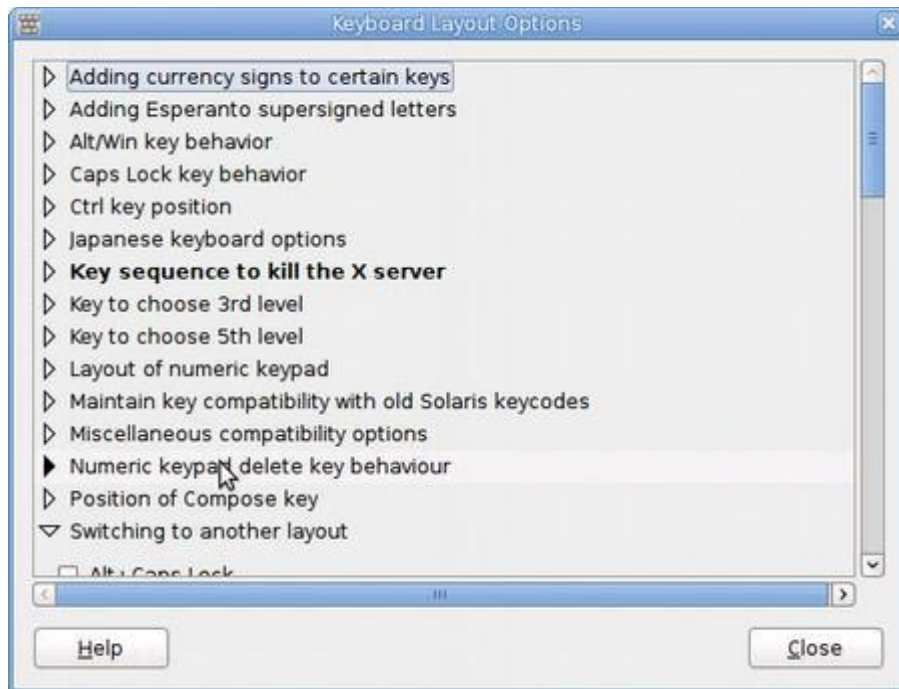 Keyboard Layout Options
Adding currency signs to certain keys
Adding Esperanto supersigned letters
Alt/Win key behavior
Caps Lock key behavior
Ctrl key position
Japanese keyboard options
Key sequence to kill the X server
Key to choose 3rd level
Key to choose 5th level
Layout of numeric keypad
Maintain key compatibility with old Solaris keycodes
Miscellaneous compatibility options
Numeric keypad delete key behaviour
Position of Compose key
Switching to another layout
Alt+Caps Lock
Help
Close